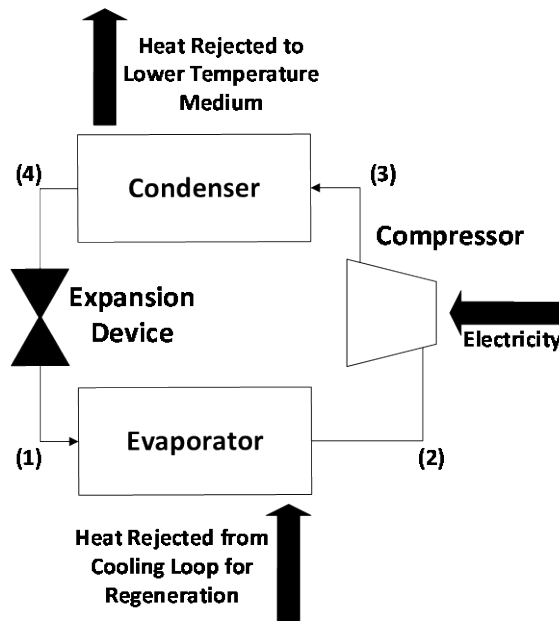 Heat Rejected to
Lower Temperature
Medium
(4)
Condenser
(3)
Compressor
Expansion
Device
Electricity
Evaporator
(1)
(2)
Heat Rejected from
Cooling Loop for
Regeneration